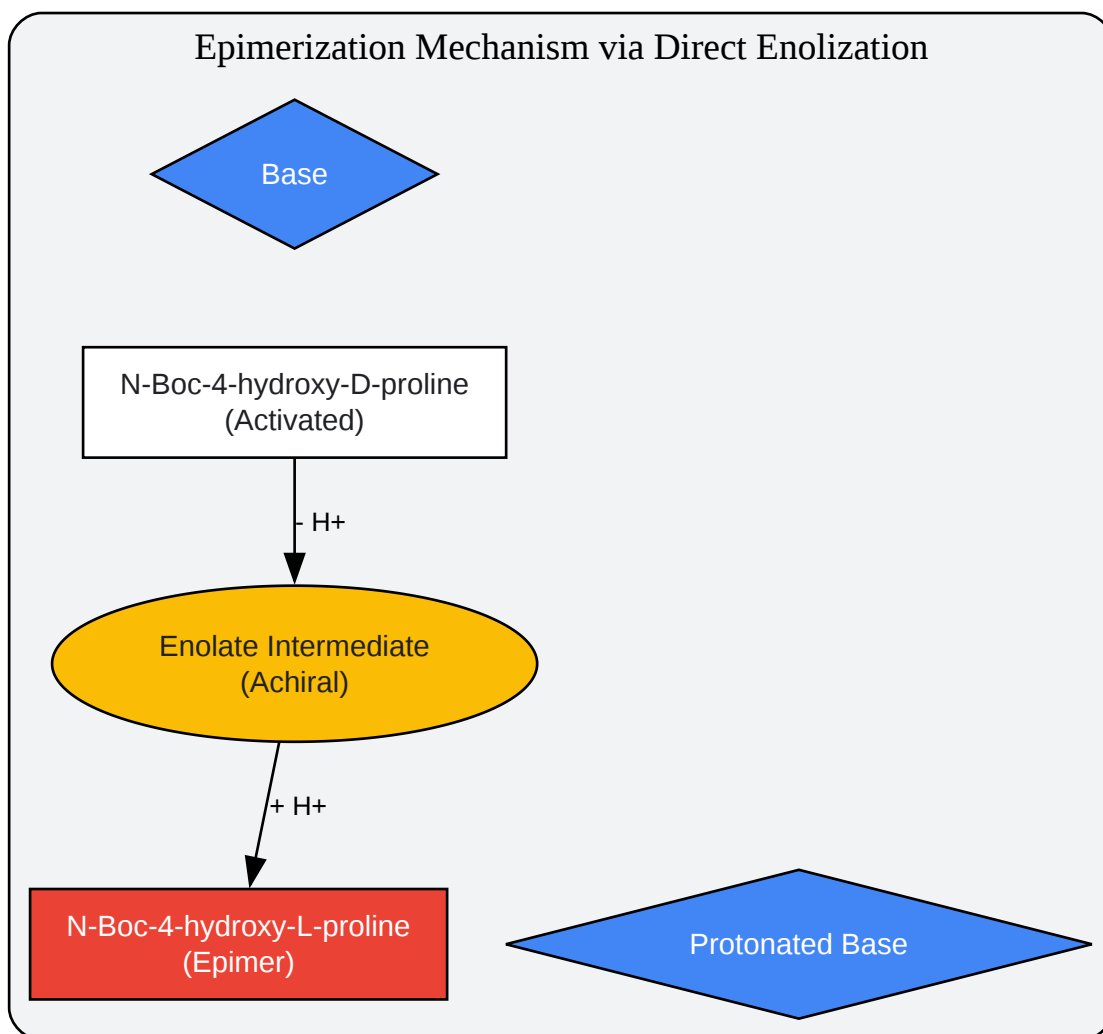 Epimerization Mechanism via Direct Enolization
Base
N-Boc-4-hydroxy-D-proline
(Activated)
- H+
Enolate Intermediate
(Achiral)
+ H+
N-Boc-4-hydroxy-L-proline
(Epimer)
Protonated Base